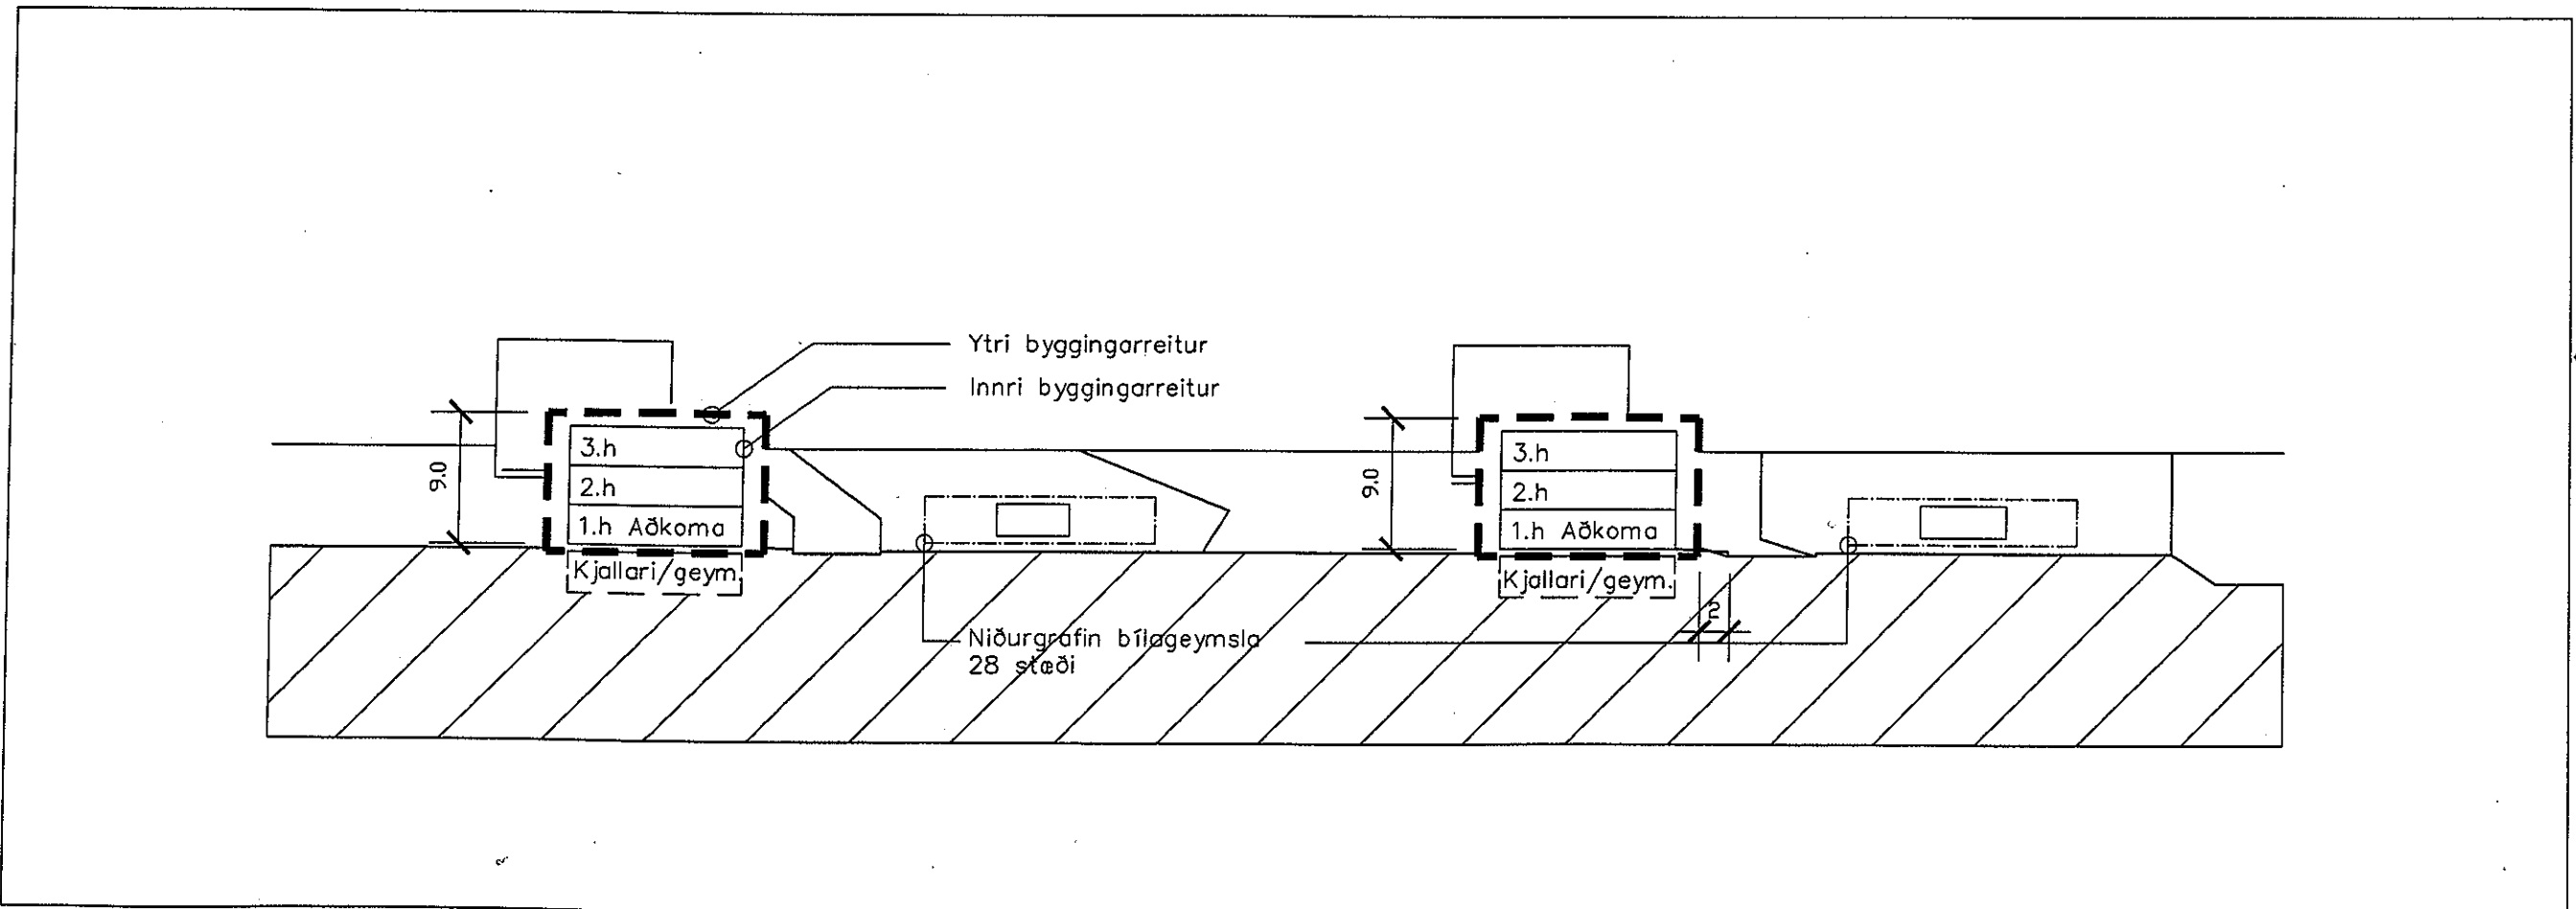 Ytri byggingarreitur
Innri byggingarreitur
9.0
3.h
2.h
1.h Aðkoma
Kjallari/geym.
9.0
3.h
2.h
1.h Aðkoma
Kjallari/geym.
2
Niðurgrafin bílageymsla
28 stæði